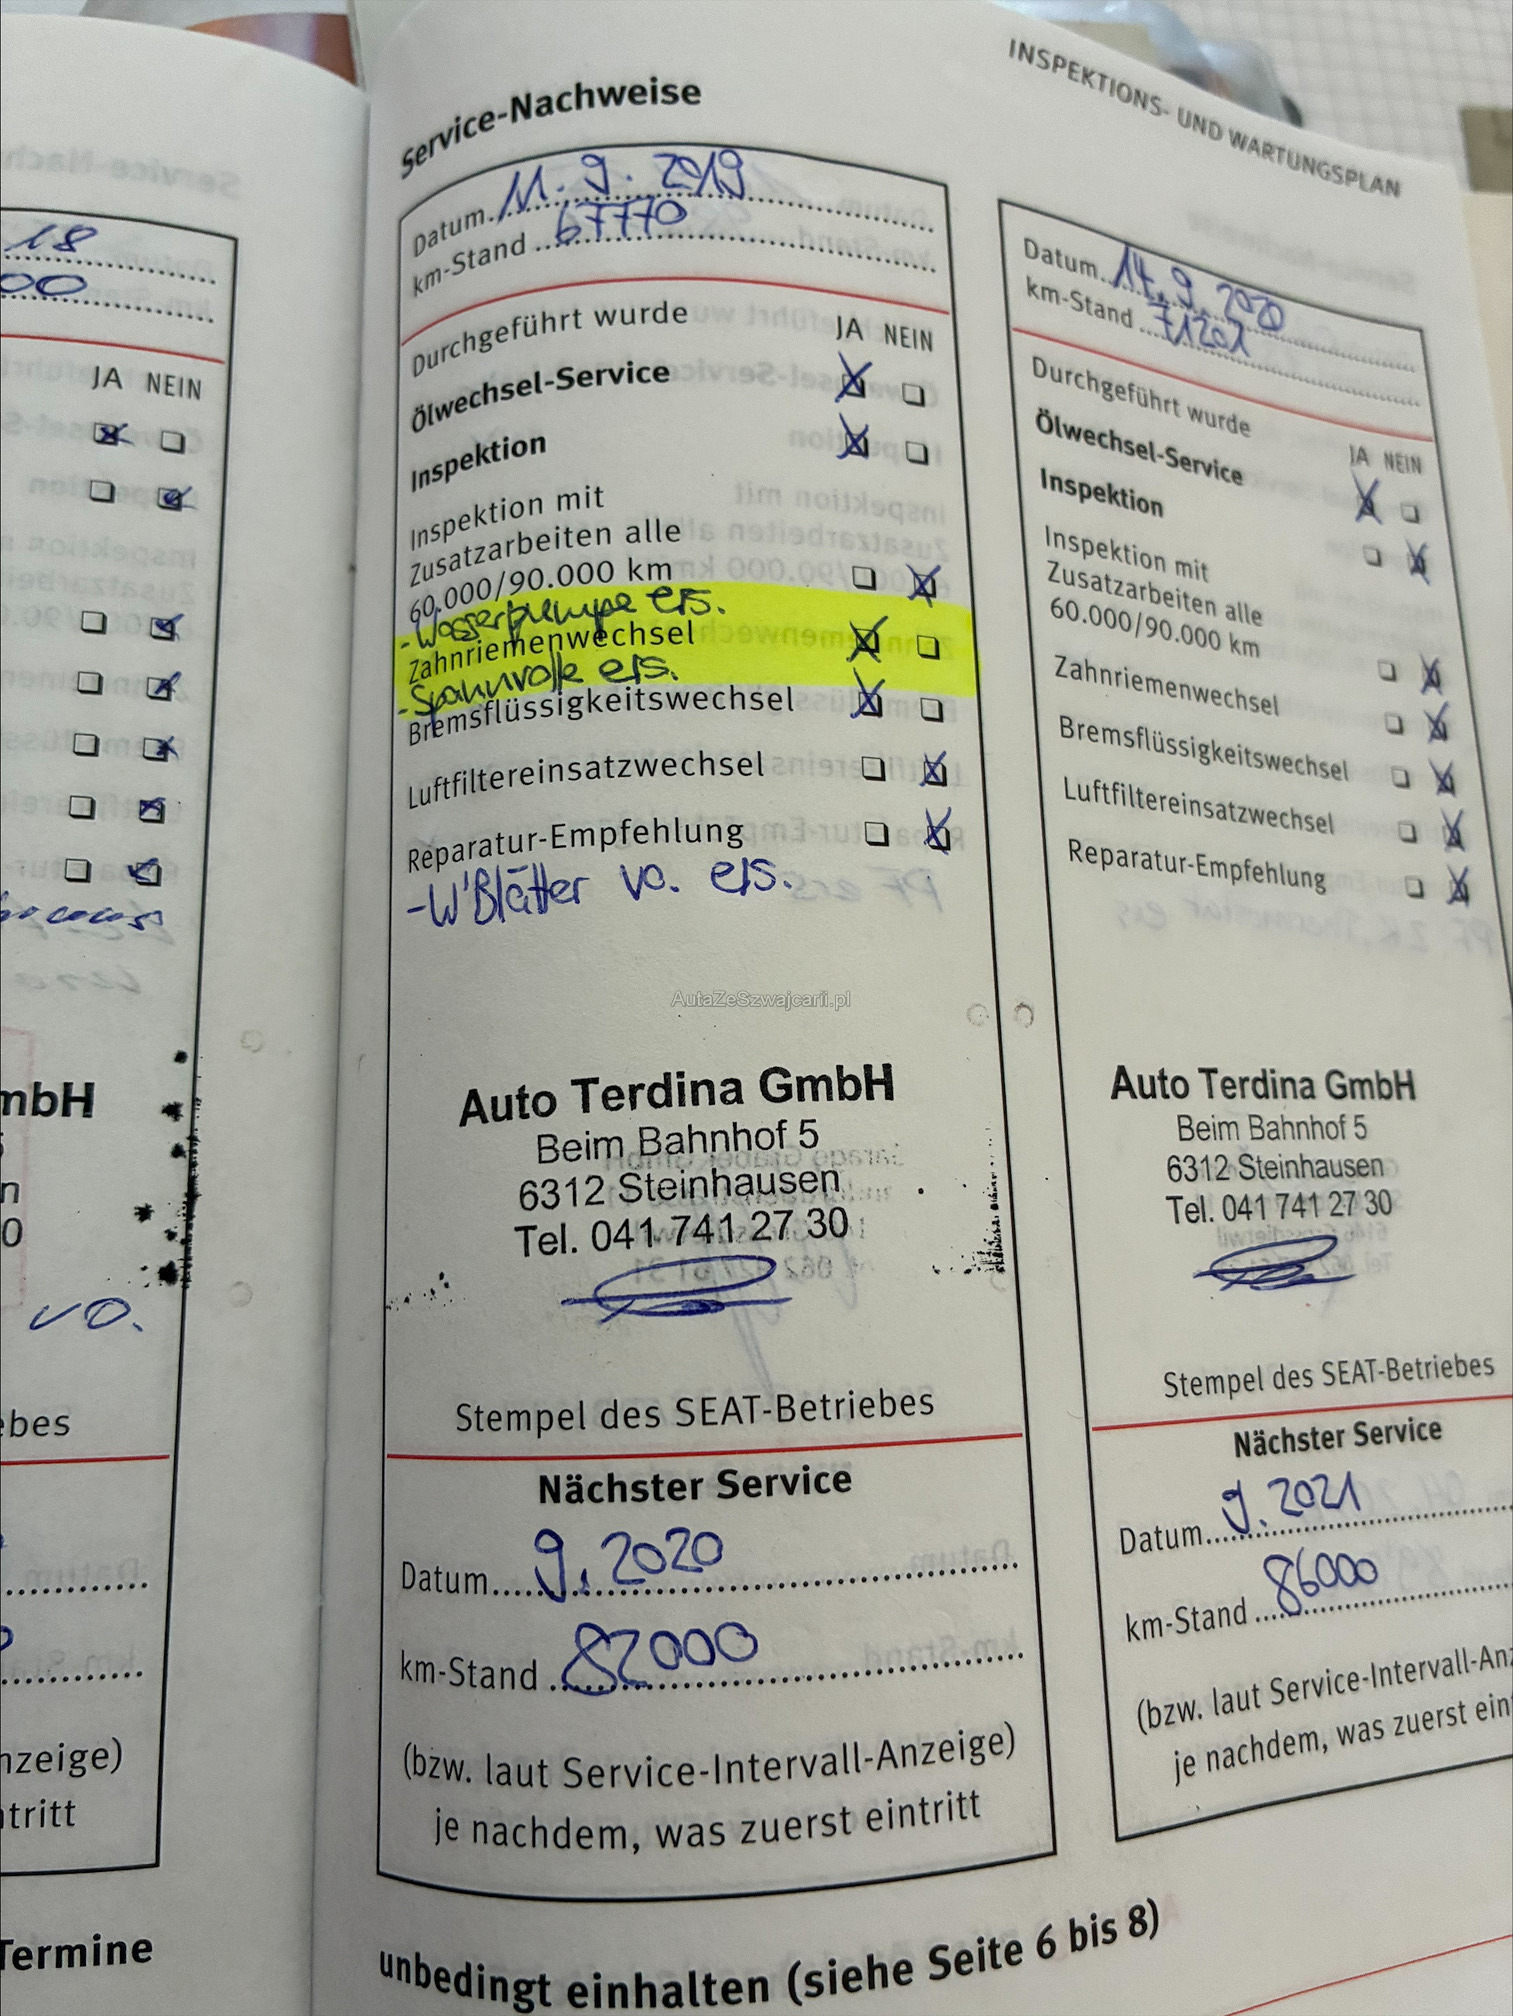 INSPEKTIONS- UND WARTUNGSPLAN
18
00
JA NEIN
mbH
0
vo.
ebes
nzeige)
tritt
Termine
Service-Nachweise
Datum 11.9.2019
km-Stand 67770
Durchgeführt wurde JA NEIN
Ölwechsel-Service
Inspektion
Inspektion mit
Zusatzarbeiten alle
60.000/90.000 km
-Wasserpumpe ers.
Zahnriemenwechsel
-Spannrolle ers.
Bremsflüssigkeitswechsel
Luftfiltereinsatzwechsel
Reparatur-Empfehlung
-W'Blätter vo. ers.
AutaZeSzwajcarii.pl
Auto Terdina GmbH
Beim Bahnhof 5
6312 Steinhausen
Tel. 041 741 27 30
Stempel des SEAT-Betriebes
Nächster Service
Datum 9.2020
km-Stand 82000
(bzw. laut Service-Intervall-Anzeige)
je nachdem, was zuerst eintritt
unbedingt einhalten (siehe Seite 6 bis 8)
Datum 14.9.2020
km-Stand 71201
Durchgeführt wurde
JA NEIN
Ölwechsel-Service
Inspektion
Inspektion mit
Zusatzarbeiten alle
60.000/90.000 km
Zahnriemenwechsel
Bremsflüssigkeitswechsel
Luftfiltereinsatzwechsel
Reparatur-Empfehlung
Auto Terdina GmbH
Beim Bahnhof 5
6312 Steinhausen
Tel. 041 741 27 30
Stempel des SEAT-Betriebes
Nächster Service
Datum 9.2021
km-Stand 86000
(bzw. laut Service-Intervall-Anz
je nachdem, was zuerst ein